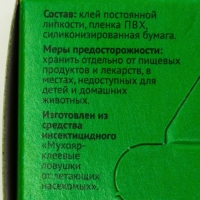 Состав: клей постоянной
липкости, пленка ПВХ,
силиконизированная бумага.
Меры предосторожности:
хранить отдельно от пищевых
продуктов и лекарств, в
местах, недоступных для
детей и домашних
животных.
Изготовлен из
средства
инсектицидного
«Мухояр-
клеевые
ловушки
от летающих
насекомых».